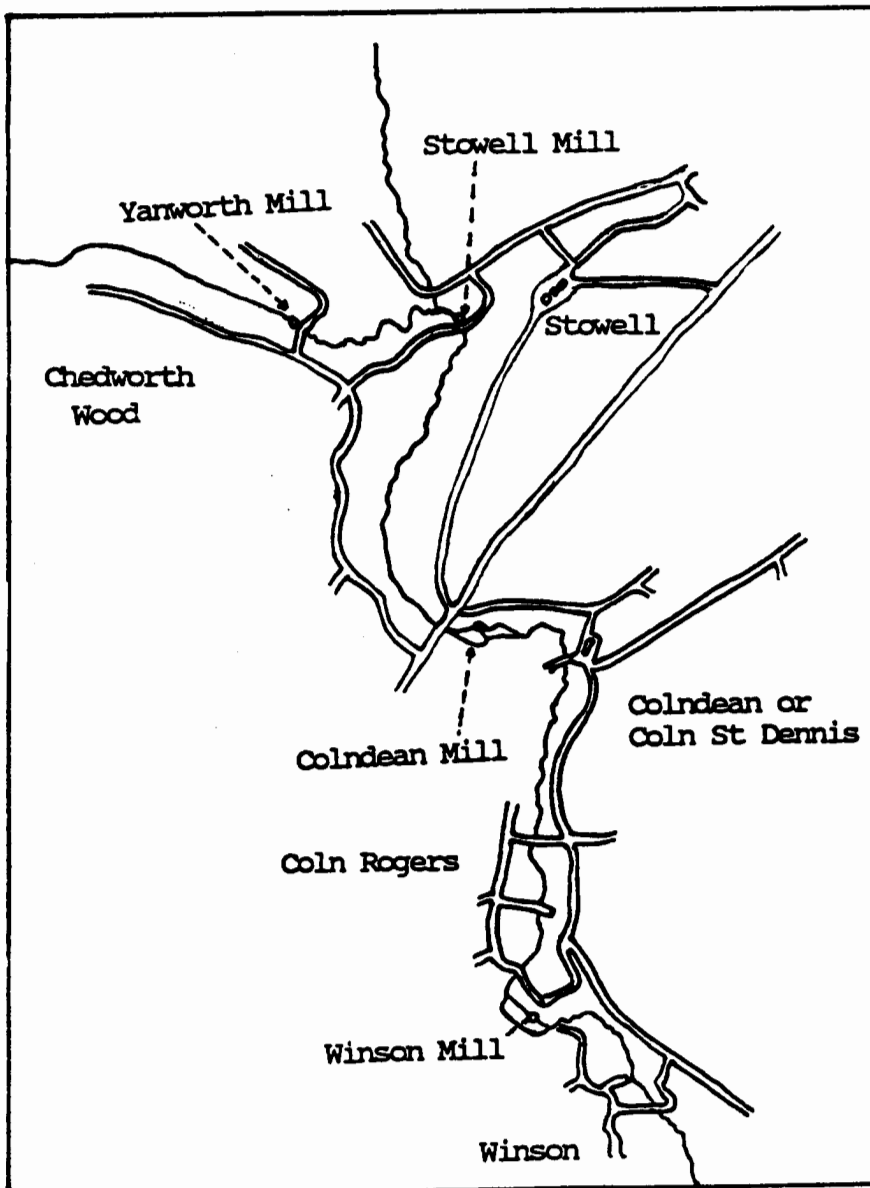 Stowell Mill
Yanworth Mill
Stowell
Chedworth
Wood
Colndean or
Coln St Dennis
Colndean Mill
Coln Rogers
Winson Mill
Winson